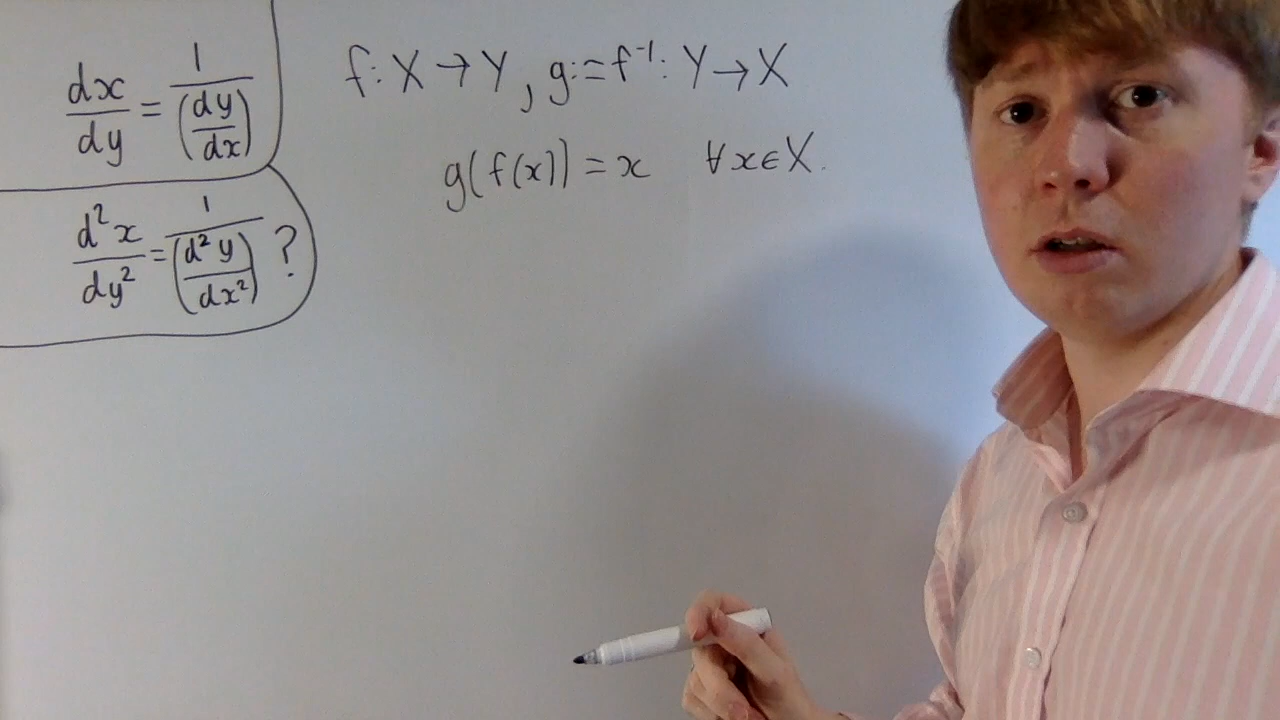 dx/dy = 1/(dy/dx)
d²x/dy² = 1/(d²y/dx²) ?
f: X → Y, g := f⁻¹: Y → X
g(f(x)) = x ∀x∈X.